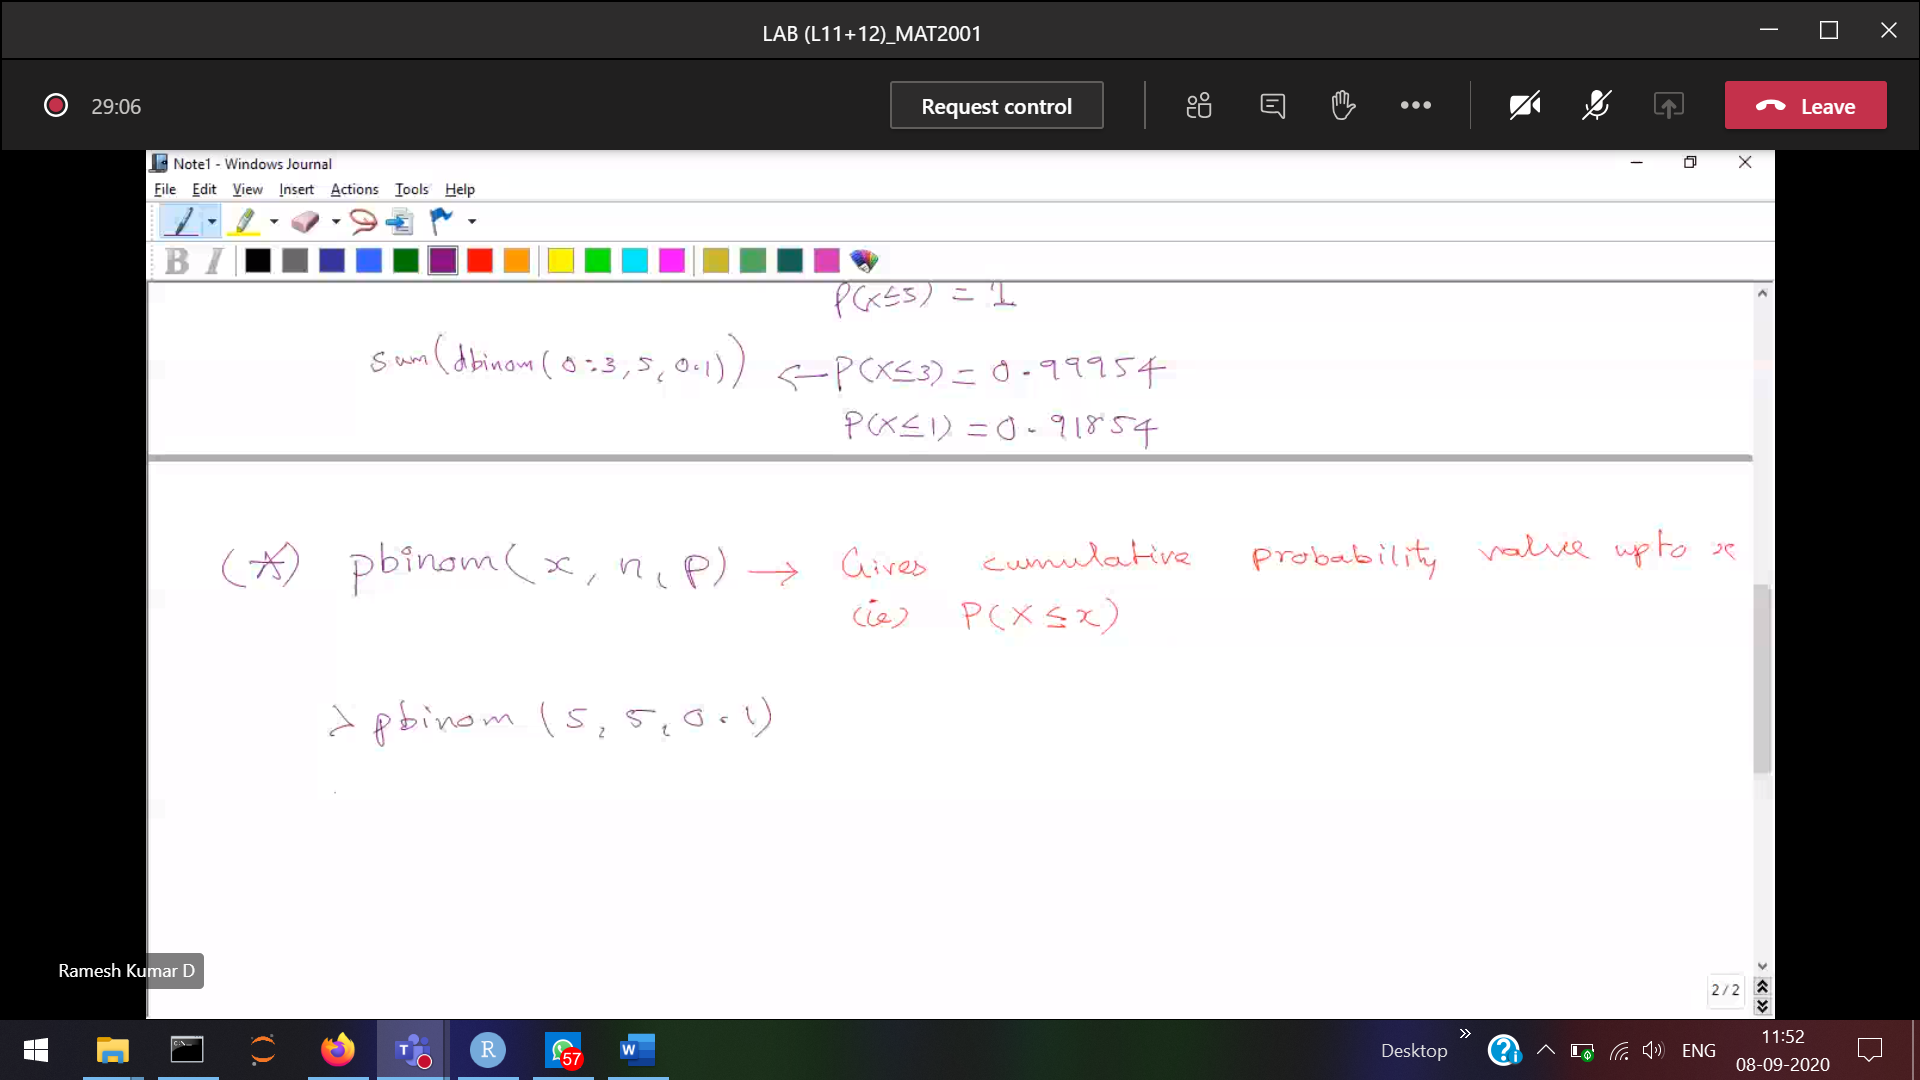 LAB (L11+12)_MAT2001
29:06
Request control
Leave
Note1 - Windows Journal
File Edit View Insert Actions Tools Help
B I
P(X≤5) = 1
sum(dbinom(0:3,5,0.1)) ← P(X≤3) = 0.99954
P(X≤1) = 0.91854
(*) pbinom(x, n, p) → Gives cumulative probability value upto x
(ie) P(X ≤ x)
> pbinom (5, 5, 0.1)
Ramesh Kumar D
2 / 2
T
R
57
W
Desktop
»
ENG
11:52
08-09-2020